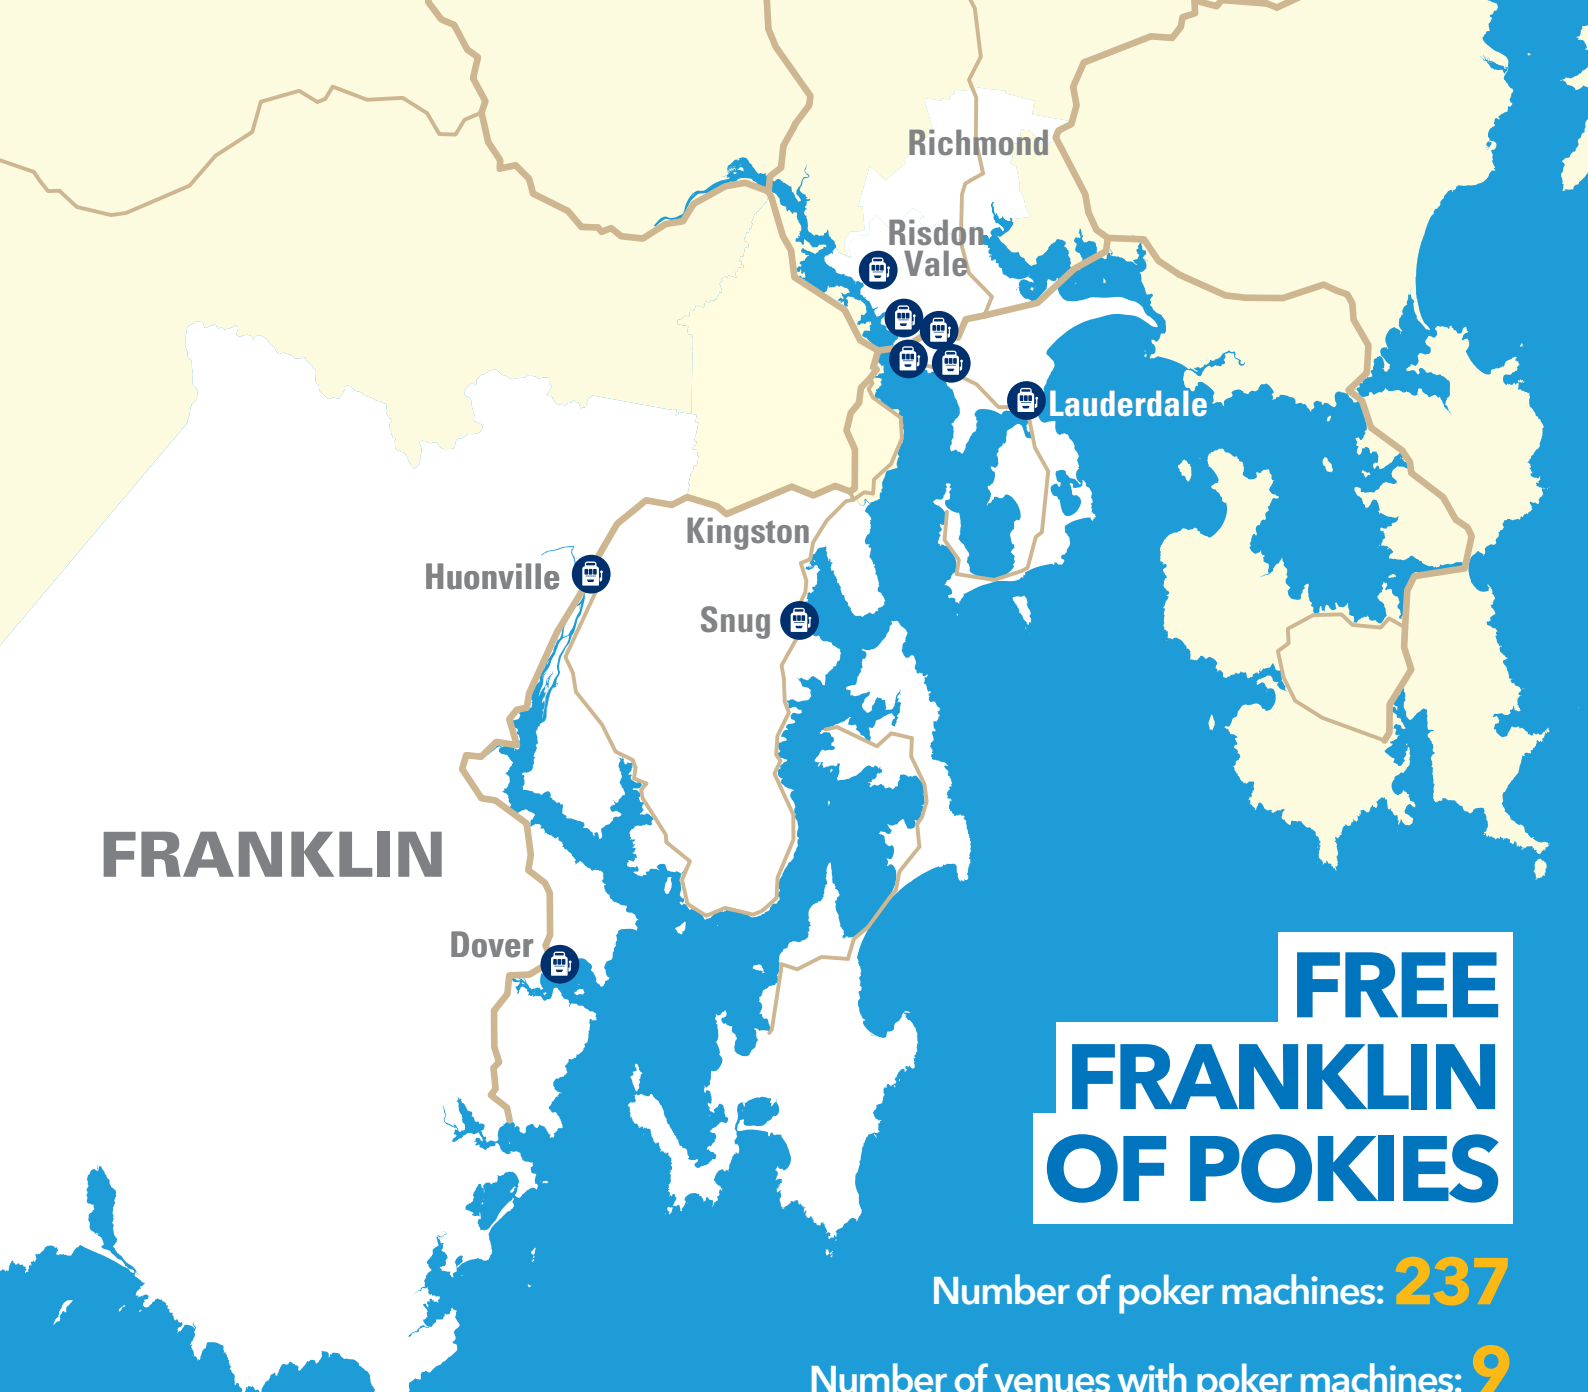 Richmond
Risdon
Vale
Lauderdale
Kingston
Huonville
Snug
FRANKLIN
Dover
FREE
FRANKLIN
OF POKIES
Number of poker machines: 237
Number of venues with poker machines: 9